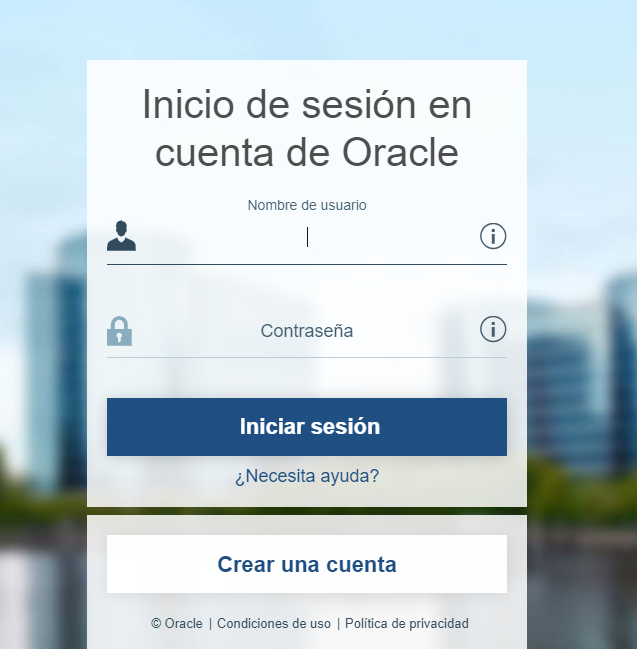 Inicio de sesión en
cuenta de Oracle
Nombre de usuario
Contraseña
Iniciar sesión
¿Necesita ayuda?
Crear una cuenta
© Oracle | Condiciones de uso | Política de privacidad